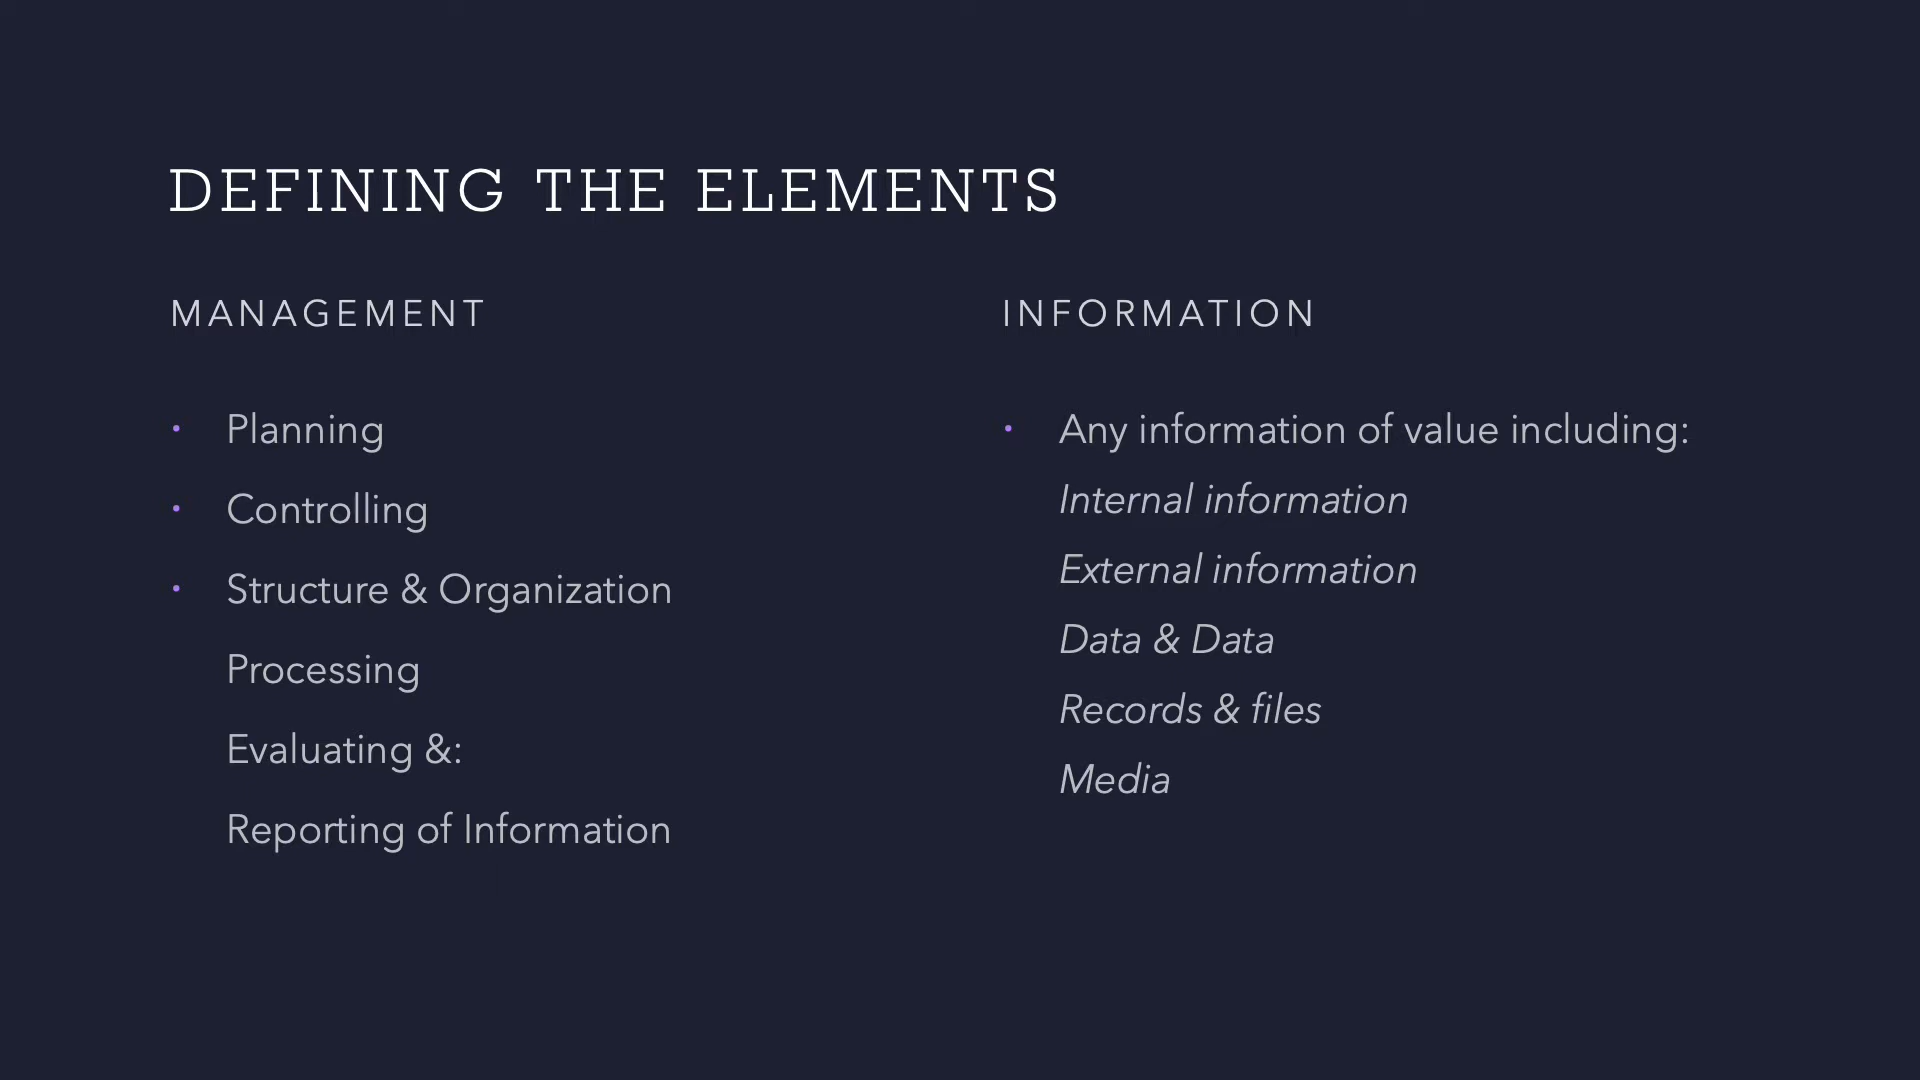 DEFINING THE ELEMENTS
MANAGEMENT
• Planning
• Controlling
• Structure & Organization
Processing
Evaluating &:
Reporting of Information
INFORMATION
• Any information of value including:
Internal information
External information
Data & Data
Records & files
Media